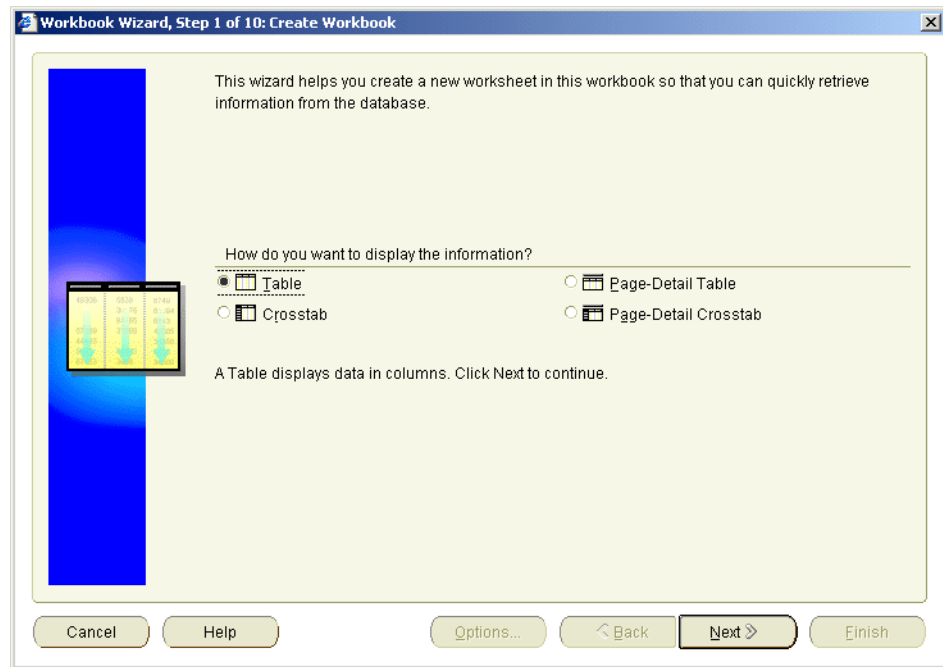 Workbook Wizard, Step 1 of 10: Create Workbook
This wizard helps you create a new worksheet in this workbook so that you can quickly retrieve
information from the database.
How do you want to display the information?
Table
Page-Detail Table
Crosstab
Page-Detail Crosstab
A Table displays data in columns. Click Next to continue.
Cancel
Help
Options...
Back
Next
Finish